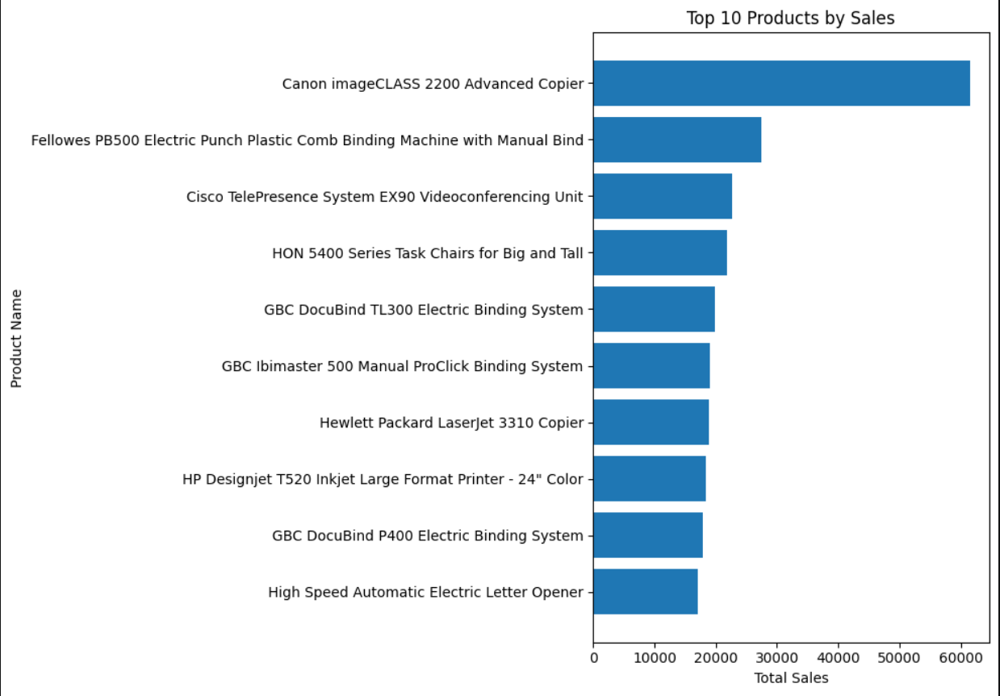 Top 10 Products by Sales
Canon imageCLASS 2200 Advanced Copier
Fellowes PB500 Electric Punch Plastic Comb Binding Machine with Manual Bind
Cisco TelePresence System EX90 Videoconferencing Unit
HON 5400 Series Task Chairs for Big and Tall
GBC DocuBind TL300 Electric Binding System
GBC Ibimaster 500 Manual ProClick Binding System
Hewlett Packard LaserJet 3310 Copier
HP Designjet T520 Inkjet Large Format Printer - 24" Color
GBC DocuBind P400 Electric Binding System
High Speed Automatic Electric Letter Opener
Product Name
0 10000 20000 30000 40000 50000 60000
Total Sales